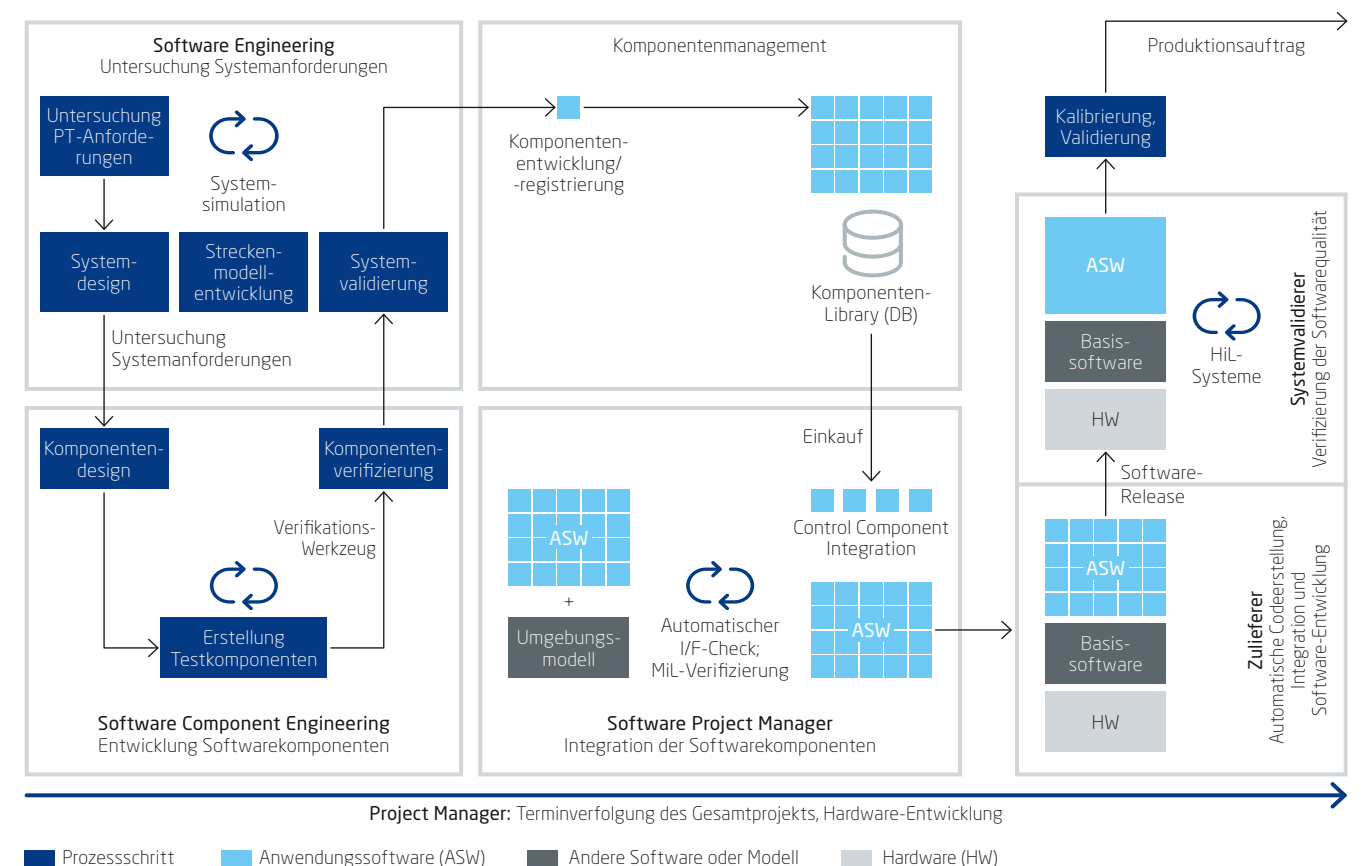 Software Engineering
Untersuchung Systemanforderungen
Untersuchung
PT-Anforde-
rungen
System-
simulation
System-
design
Strecken-
modell-
entwicklung
System-
validierung
Untersuchung
Systemanforderungen
Komponentenmanagement
Komponenten-
entwicklung/
-registrierung
Komponenten-
Library (DB)
Produktionsauftrag
Kalibrierung,
Validierung
ASW
Basis-
software
HW
HiL-
Systeme
Systemvalidierer
Verifizierung der Softwarequalität
Komponenten-
design
Komponenten-
verifizierung
Verifikations-
Werkzeug
Erstellung
Testkomponenten
Software Component Engineering
Entwicklung Softwarekomponenten
Einkauf
Control Component
Integration
ASW
+
Umgebungs-
modell
Automatischer
I/F-Check;
MiL-Verifizierung
ASW
Software Project Manager
Integration der Softwarekomponenten
Software-
Release
ASW
Basis-
software
HW
Zulieferer
Automatische Codeerstellung,
Integration und
Software-Entwicklung
Project Manager: Terminverfolgung des Gesamtprojekts, Hardware-Entwicklung
Prozessschritt
Anwendungssoftware (ASW)
Andere Software oder Modell
Hardware (HW)